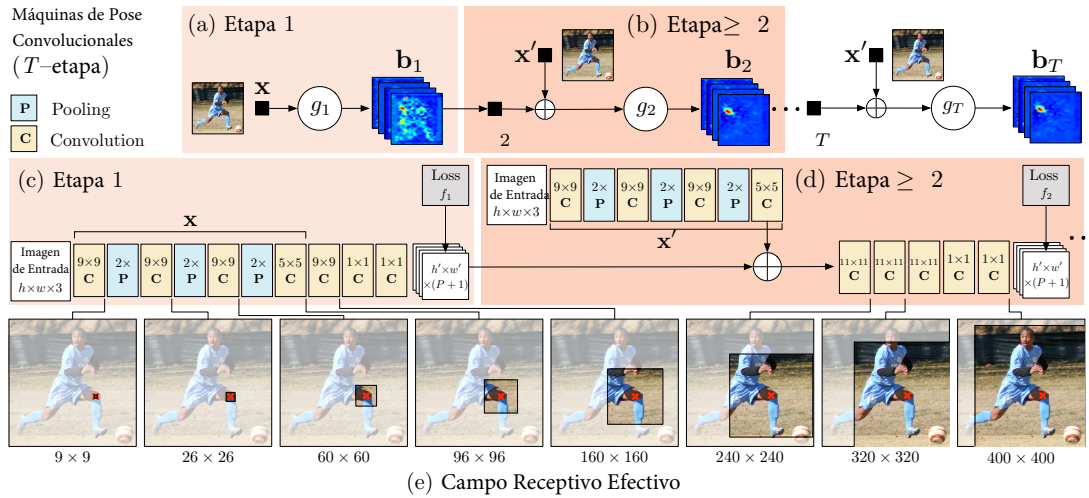 Máquinas de Pose
Convolucionales
(T–etapa)
P Pooling
C Convolution
(a) Etapa 1
x
g₁
b₁
(b) Etapa≥ 2
2
x′
g₂
b₂
...
T
x′
g_T
b_T
(c) Etapa 1
Loss
f₁
x
Imagen
de Entrada
h×w×3
9×9
C
2×
P
9×9
C
2×
P
9×9
C
2×
P
5×5
C
9×9
C
1×1
C
1×1
C
h′×w′
×(P+1)
(d) Etapa ≥ 2
Imagen
de Entrada
h×w×3
9×9
C
2×
P
9×9
C
2×
P
9×9
C
2×
P
5×5
C
x′
Loss
f₂
11×11
C
11×11
C
11×11
C
1×1
C
1×1
C
h′×w′
×(P+1)
...
9 × 9
26 × 26
60 × 60
96 × 96
160 × 160
240 × 240
320 × 320
400 × 400
(e) Campo Receptivo Efectivo